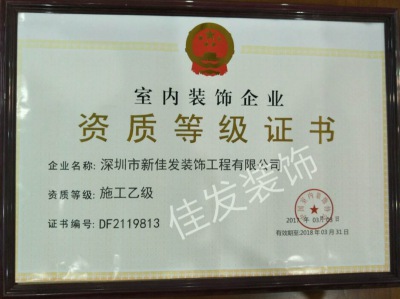 室内装饰企业
资质等级证书
企业名称：深圳市新佳发装饰工程有限公司
资质等级：施工乙级
证书编号：DF2119813
佳发装饰
有效期至：2018年03月31日